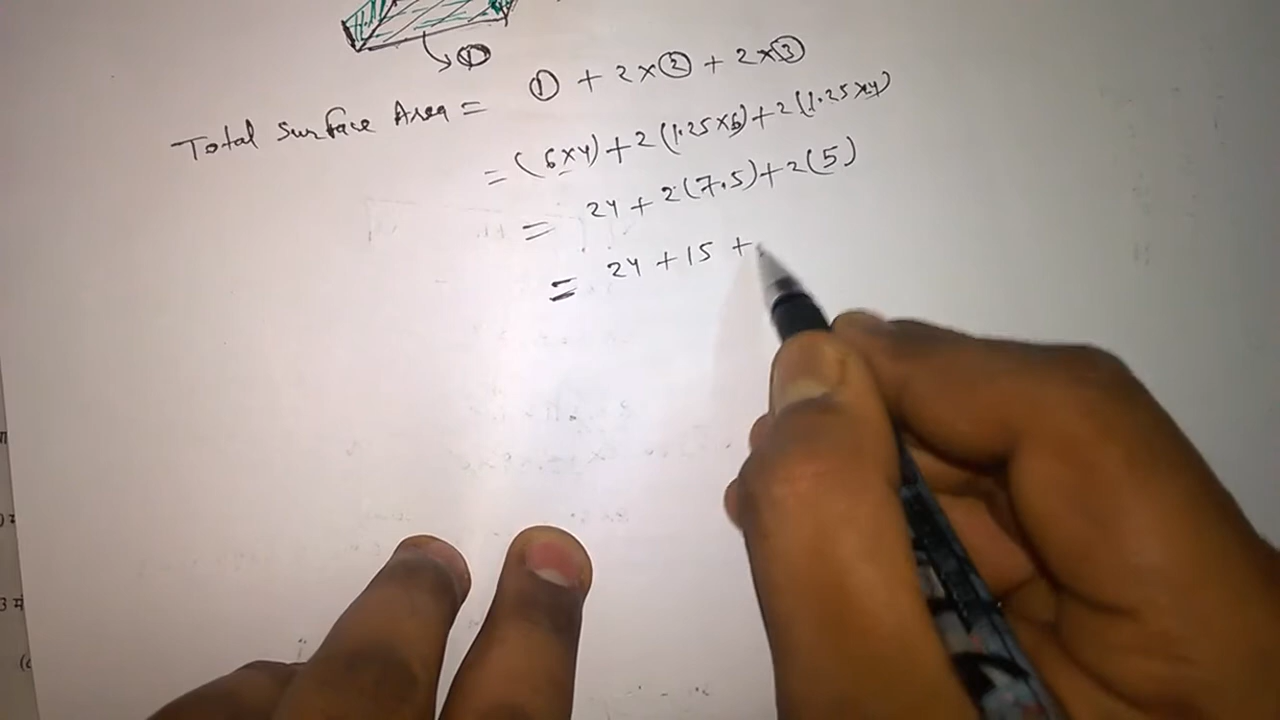 ①
Total Surface Area = ① + 2×② + 2×③
= (6×4) + 2(1.25×6) + 2(1.25×4)
= 24 + 2(7.5) + 2(5)
= 24 + 15 +